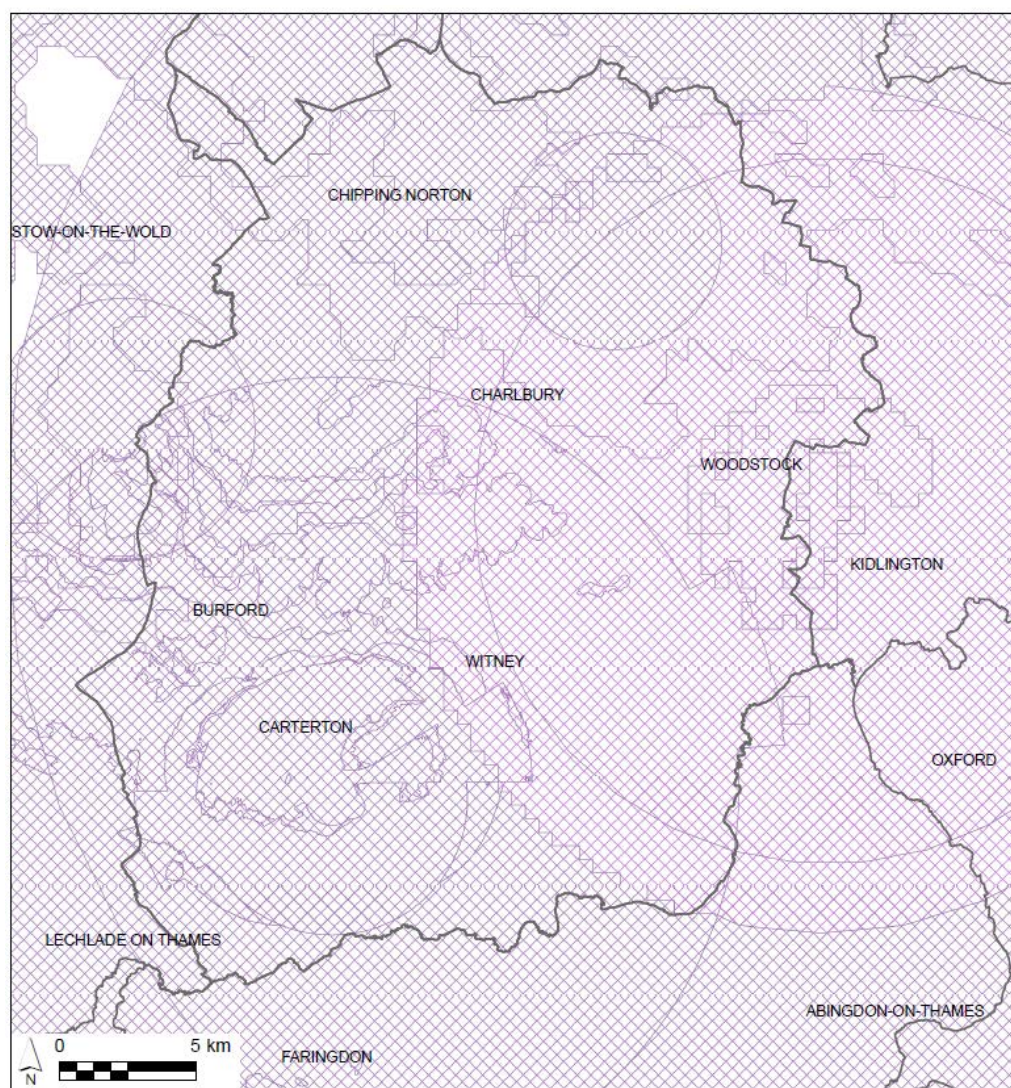 CHIPPING NORTON
STOW-ON-THE-WOLD
CHARLBURY
WOODSTOCK
KIDLINGTON
BURFORD
WITNEY
CARTERTON
OXFORD
LECHLADE ON THAMES
ABINGDON-ON-THAMES
0 5 km
FARINGDON
N